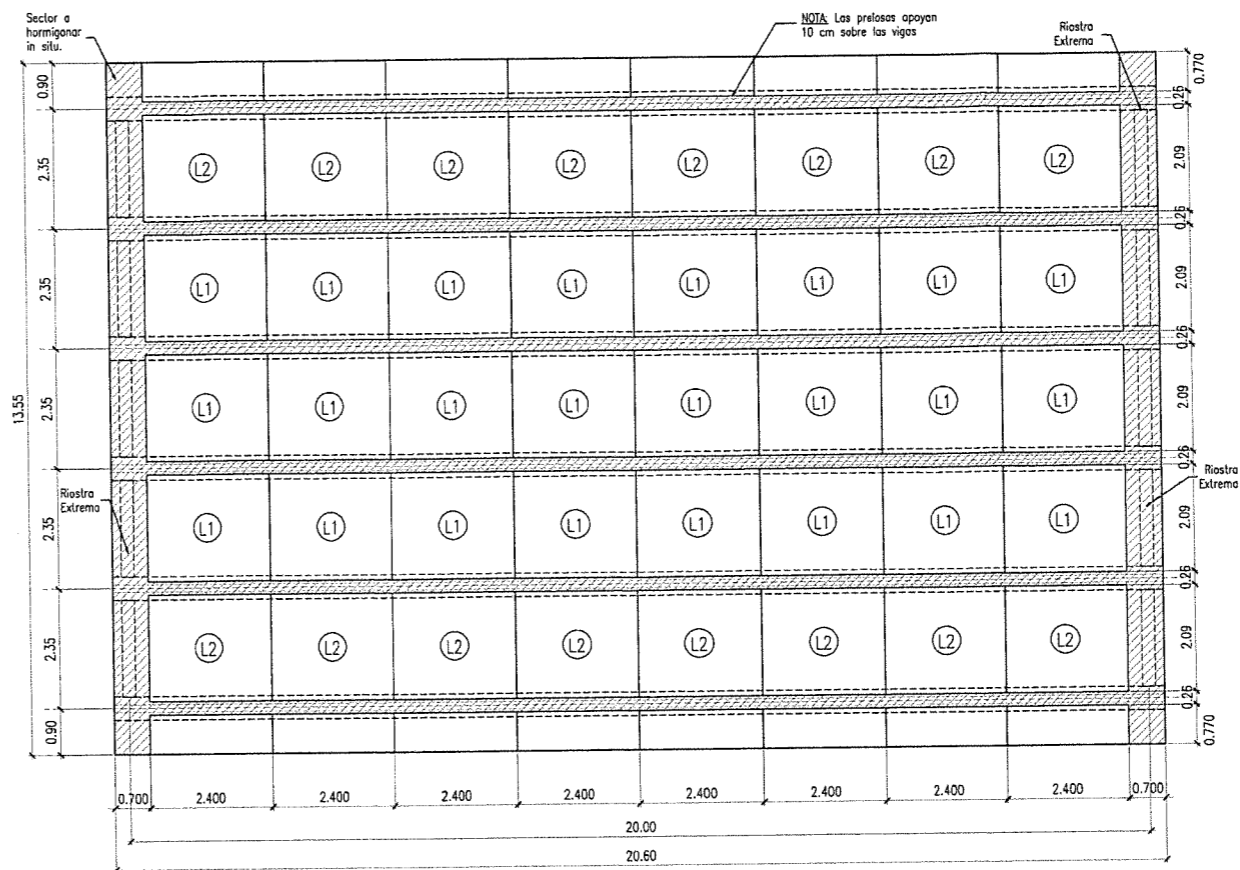 Sector a
hormigonar
in situ.
NOTA: Las prelosas apoyan
10 cm sobre las vigas
Riostra
Extrema
0.90
2.35
2.35
2.35
2.35
2.35
0.90
13.55
0.770
0.26
2.09
0.26
2.09
0.26
2.09
0.26
2.09
0.26
2.09
0.26
0.770
L2 L2 L2 L2 L2 L2 L2 L2
L1 L1 L1 L1 L1 L1 L1 L1
L1 L1 L1 L1 L1 L1 L1 L1
Riostra
Extrema
Riostra
Extrema
L1 L1 L1 L1 L1 L1 L1 L1
L2 L2 L2 L2 L2 L2 L2 L2
0.700 2.400 2.400 2.400 2.400 2.400 2.400 2.400 2.400 0.700
20.00
20.60